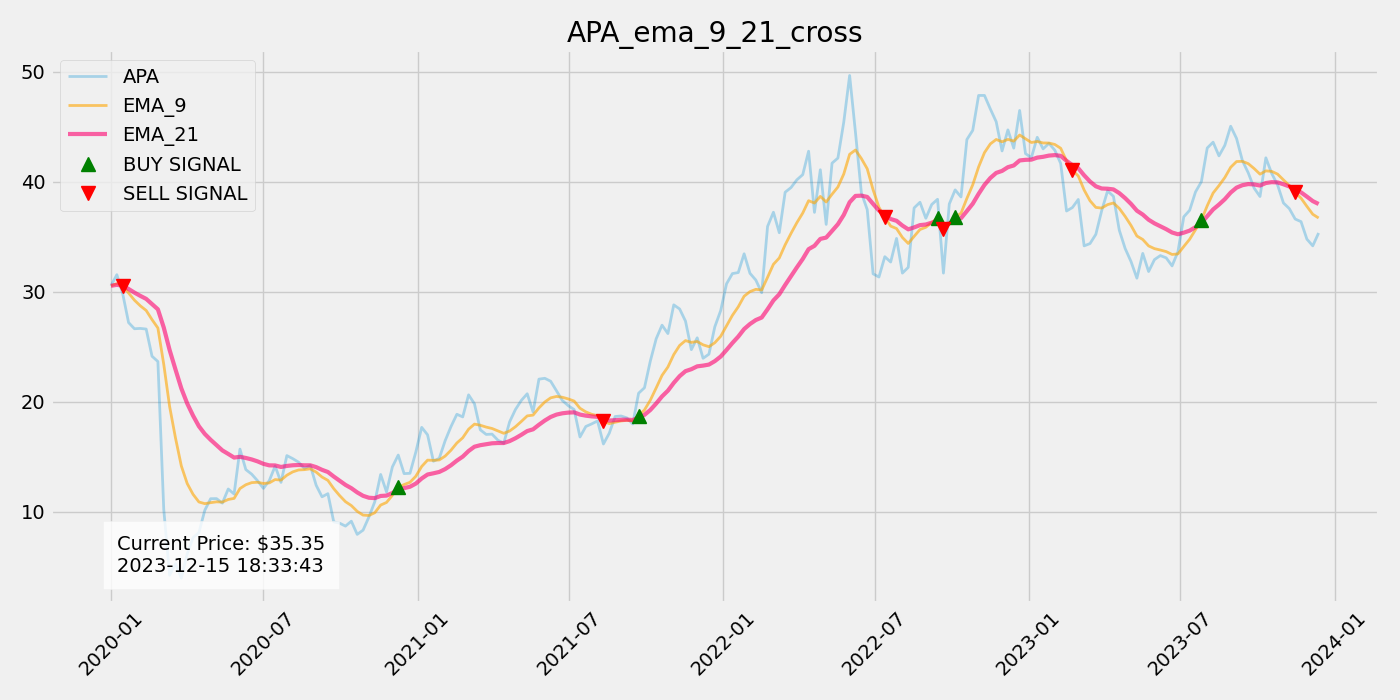 APA_ema_9_21_cross
APA
EMA_9
EMA_21
BUY SIGNAL
SELL SIGNAL
50
40
30
20
10
Current Price: $35.35
2023-12-15 18:33:43
2020-01
2020-07
2021-01
2021-07
2022-01
2022-07
2023-01
2023-07
2024-01